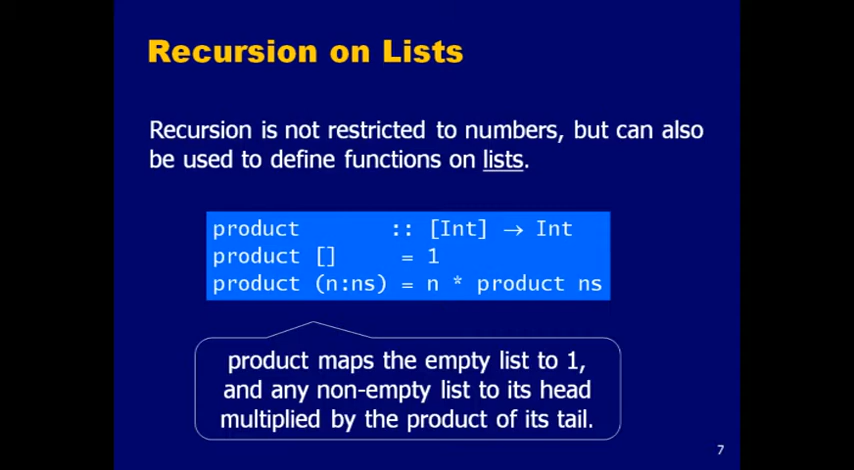 Recursion on Lists
Recursion is not restricted to numbers, but can also
be used to define functions on lists.
product :: [Int] → Int
product [] = 1
product (n:ns) = n * product ns
product maps the empty list to 1,
and any non-empty list to its head
multiplied by the product of its tail.
7